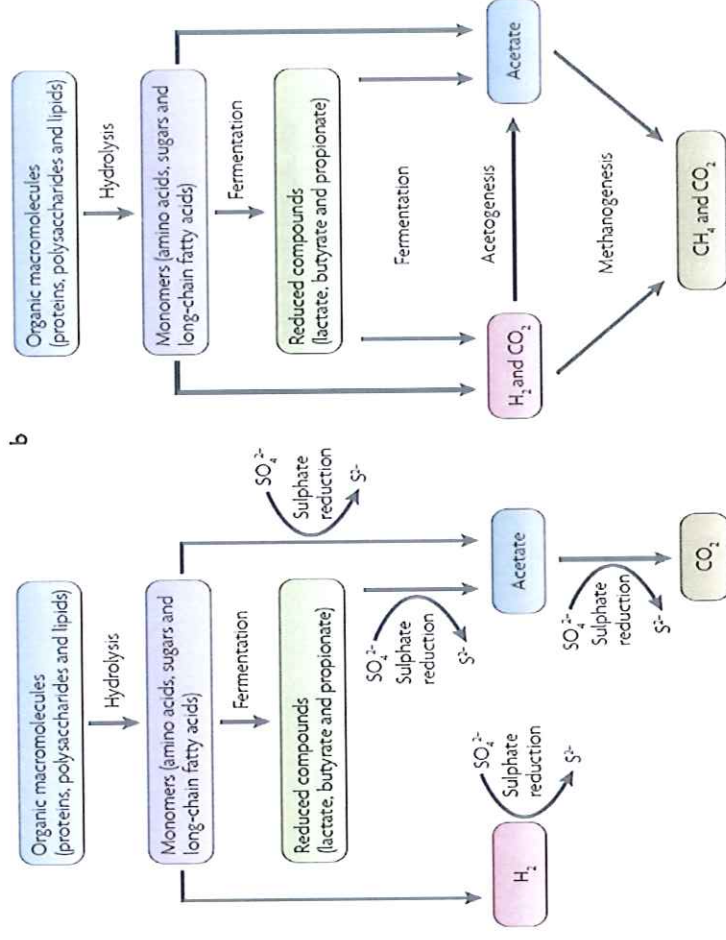 Organic macromolecules
(proteins, polysaccharides and lipids)
Hydrolysis
Monomers (amino acids, sugars and
long-chain fatty acids)
SO₄²⁻
Sulphate
reduction
S²⁻
Fermentation
Reduced compounds
(lactate, butyrate and propionate)
SO₄²⁻
Sulphate
reduction
S²⁻
H₂
SO₄²⁻
Sulphate
reduction
S²⁻
Acetate
SO₄²⁻
Sulphate
reduction
S²⁻
CO₂
b
Organic macromolecules
(proteins, polysaccharides and lipids)
Hydrolysis
Monomers (amino acids, sugars and
long-chain fatty acids)
Fermentation
Reduced compounds
(lactate, butyrate and propionate)
Fermentation
H₂ and CO₂
Acetogenesis
Acetate
Methanogenesis
CH₄ and CO₂